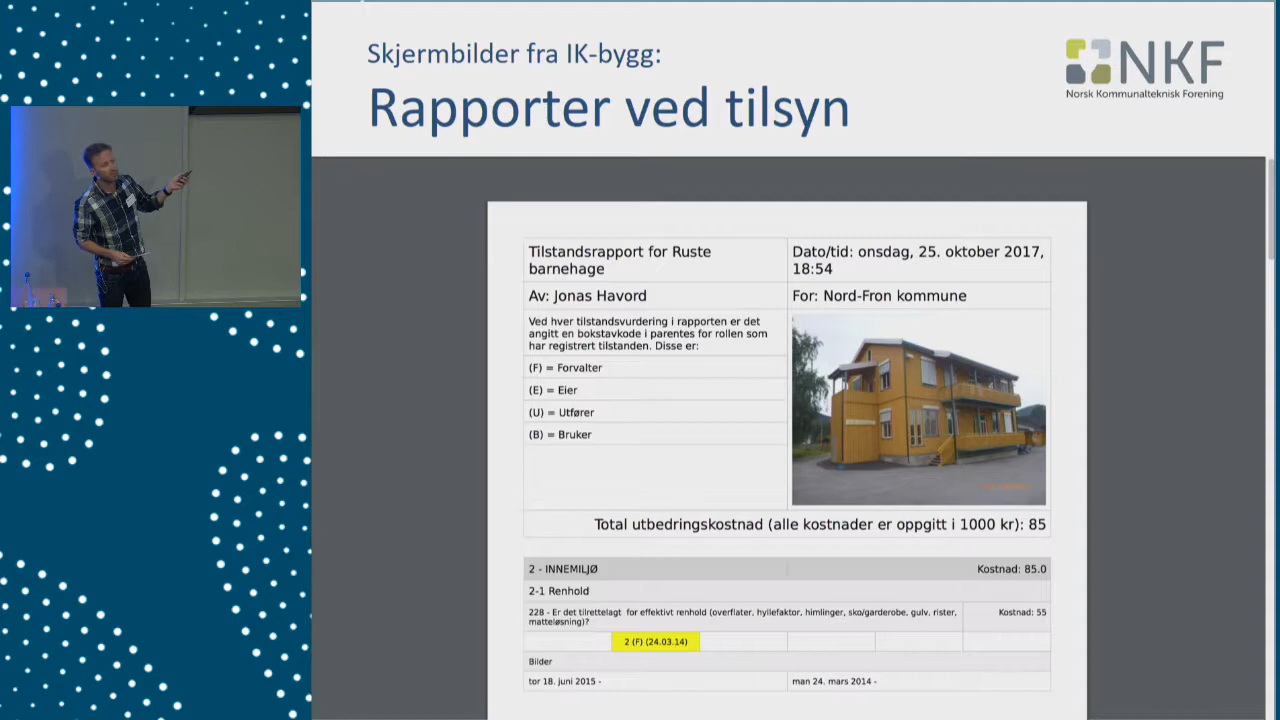 Skjermbilder fra IK-bygg:
Rapporter ved tilsyn
NKF
Norsk Kommunalteknisk Forening
Tilstandsrapport for Ruste
barnehage
Dato/tid: onsdag, 25. oktober 2017,
18:54
Av: Jonas Havord
For: Nord-Fron kommune
Ved hver tilstandsvurdering i rapporten er det
angitt en bokstavkode i parentes for rollen som
har registrert tilstanden. Disse er:
(F) = Forvalter
(E) = Eier
(U) = Utfører
(B) = Bruker
Total utbedringskostnad (alle kostnader er oppgitt i 1000 kr): 85
2 - INNEMILJØ
Kostnad: 85.0
2-1 Renhold
228 - Er det tilrettelagt for effektivt renhold (overflater, hyllefaktor, himlinger, sko/garderobe, gulv, rister,
matteløsning)?
Kostnad: 55
2 (F) (24.03.14)
Bilder
tor 18. juni 2015 -
man 24. mars 2014 -